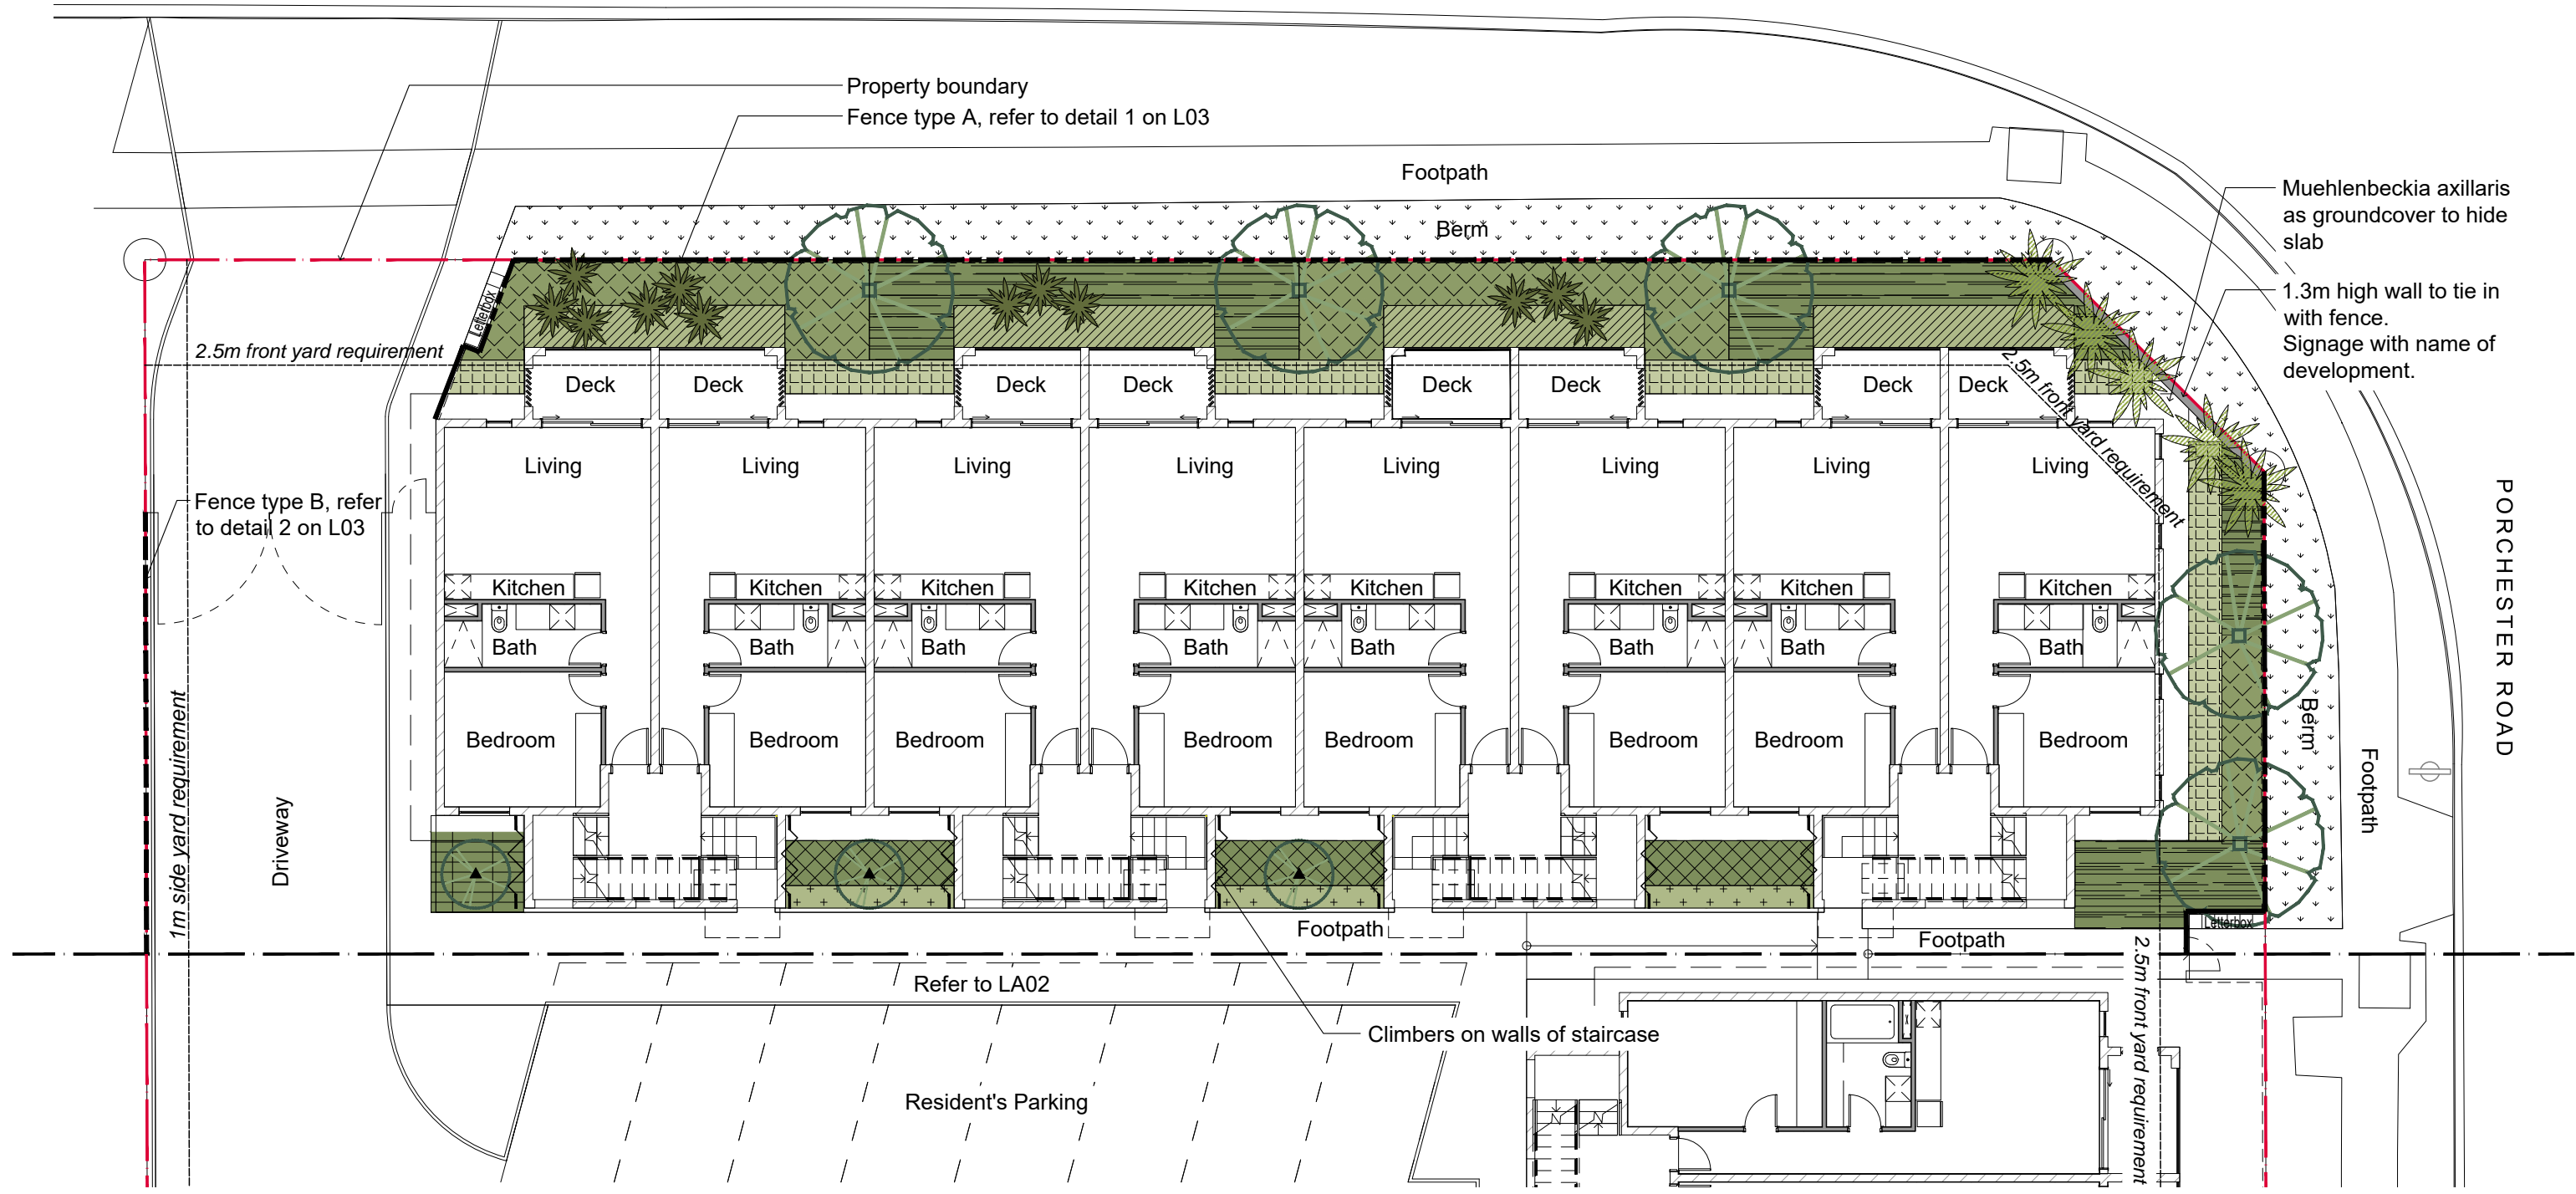 Property boundary
Fence type A, refer to detail 1 on L03
Footpath
Muehlenbeckia axillaris
as groundcover to hide
slab
Berm
1.3m high wall to tie in
with fence.
Signage with name of
development.
Letterbox
2.5m front yard requirement
Deck
Deck
Deck
Deck
Deck
Deck
Deck
Deck
2.5m front yard requirement
Living
Living
Living
Living
Living
Living
Living
Living
Fence type B, refer
to detail 2 on L03
PORCHESTER ROAD
Kitchen
Kitchen
Kitchen
Kitchen
Kitchen
Kitchen
Kitchen
Kitchen
Bath
Bath
Bath
Bath
Bath
Bath
Bath
Bath
Bedroom
Bedroom
Bedroom
Bedroom
Bedroom
Bedroom
Bedroom
Bedroom
Berm
Footpath
1m side yard requirement
Driveway
Letterbox
Footpath
Footpath
Refer to LA02
2.5m front yard requirement
Climbers on walls of staircase
Resident's Parking